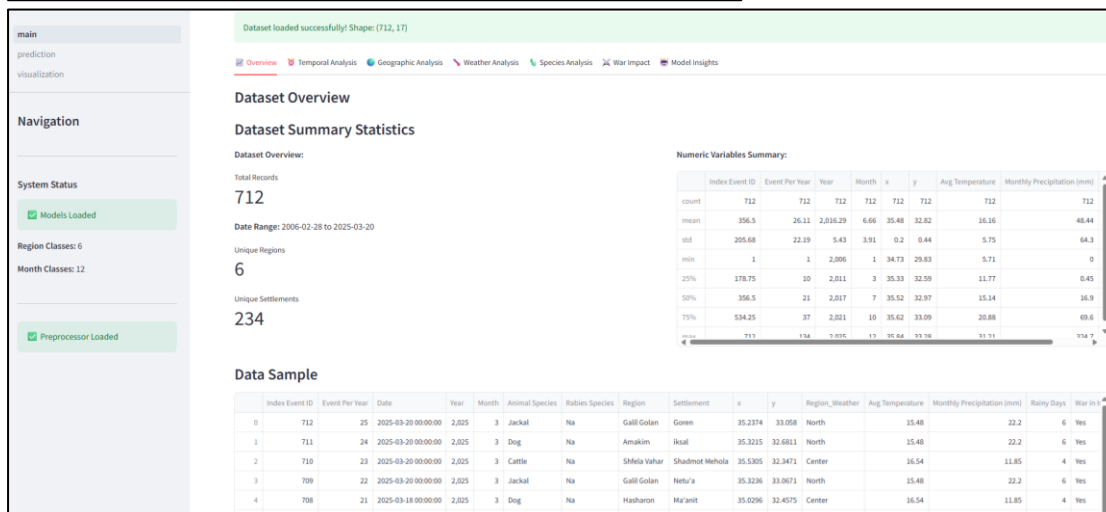 main
prediction
visualization
Navigation
System Status
Models Loaded
Region Classes: 6
Month Classes: 12
Preprocessor Loaded
Dataset loaded successfully! Shape: (712, 17)
Overview Temporal Analysis Geographic Analysis Weather Analysis Species Analysis War Impact Model Insights
Dataset Overview
Dataset Summary Statistics
Dataset Overview:
Total Records
712
Date Range: 2006-02-28 to 2025-03-20
Unique Regions
6
Unique Settlements
234
Numeric Variables Summary:
Index Event ID Event Per Year Year Month x y Avg Temperature Monthly Precipitation (mm)
count 712 712 712 712 712 712 712 712
mean 356.5 26.11 2,016.29 6.66 35.48 32.82 16.16 48.44
std 205.68 22.19 5.43 3.91 0.2 0.44 5.75 64.3
min 1 1 2,006 1 34.73 29.83 5.71 0
25% 178.75 10 2,011 3 35.33 32.59 11.77 0.45
50% 356.5 21 2,017 7 35.52 32.97 15.14 16.9
75% 534.25 37 2,021 10 35.62 33.09 20.88 69.6
max 712 134 2,025 12 35.84 33.28 31.21 324.7
Data Sample
Index Event ID Event Per Year Date Year Month Animal Species Rabies Species Region Settlement x y Region_Weather Avg Temperature Monthly Precipitation (mm) Rainy Days War in
0 712 25 2025-03-20 00:00:00 2,025 3 Jackal Na Galil Golan Goren 35.2374 33.058 North 15.48 22.2 6 Yes
1 711 24 2025-03-20 00:00:00 2,025 3 Dog Na Amakim iksal 35.3215 32.6811 North 15.48 22.2 6 Yes
2 710 23 2025-03-20 00:00:00 2,025 3 Cattle Na Shfela Vahar Shadmot Mehola 35.5305 32.3471 Center 16.54 11.85 4 Yes
3 709 22 2025-03-20 00:00:00 2,025 3 Jackal Na Galil Golan Netu'a 35.3236 33.0671 North 15.48 22.2 6 Yes
4 708 21 2025-03-18 00:00:00 2,025 3 Dog Na Hasharon Ma'anit 35.0296 32.4575 Center 16.54 11.85 4 Yes